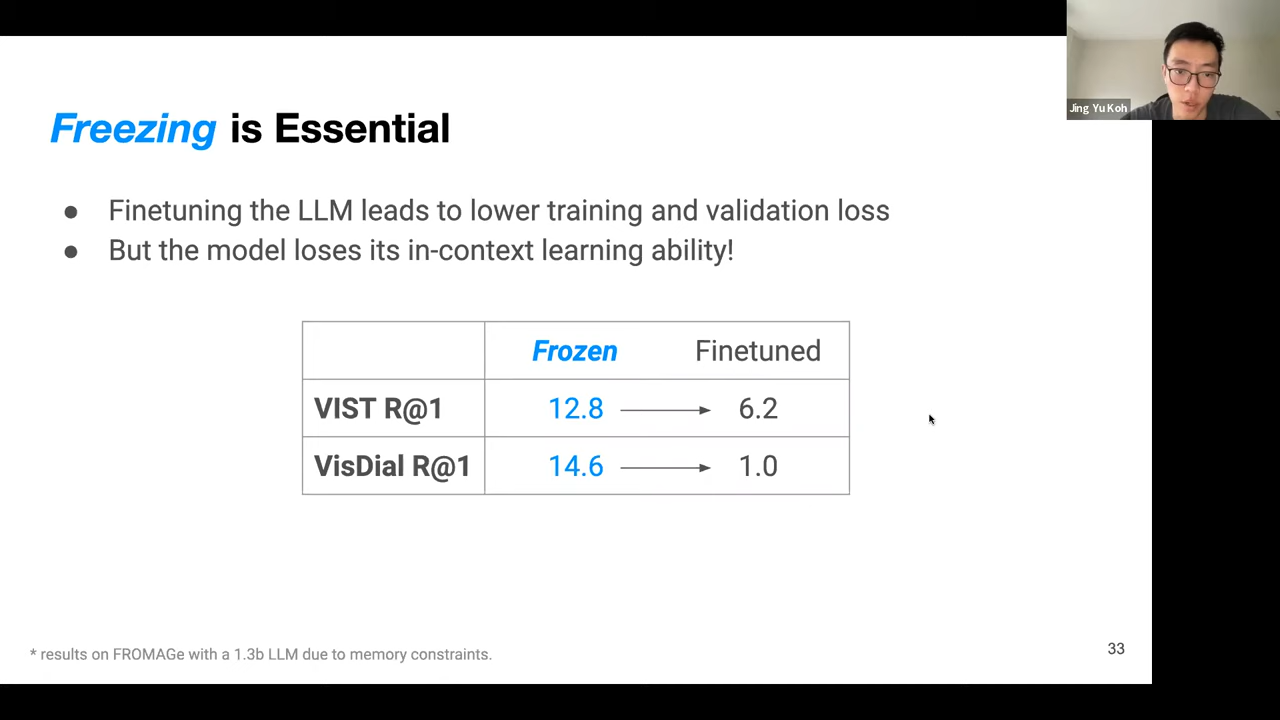 Jing Yu Koh
Freezing is Essential
● Finetuning the LLM leads to lower training and validation loss
● But the model loses its in-context learning ability!
Frozen Finetuned
VIST R@1 12.8 6.2
VisDial R@1 14.6 1.0
* results on FROMAGe with a 1.3b LLM due to memory constraints.
33